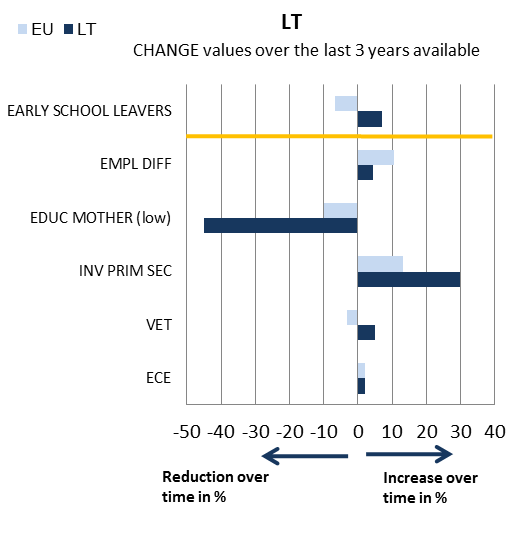 LT
EU LT
CHANGE values over the last 3 years available
EARLY SCHOOL LEAVERS
EMPL DIFF
EDUC MOTHER (low)
INV PRIM SEC
VET
ECE
-50 -40 -30 -20 -10 0 10 20 30 40
Reduction over
time in %
Increase over
time in %